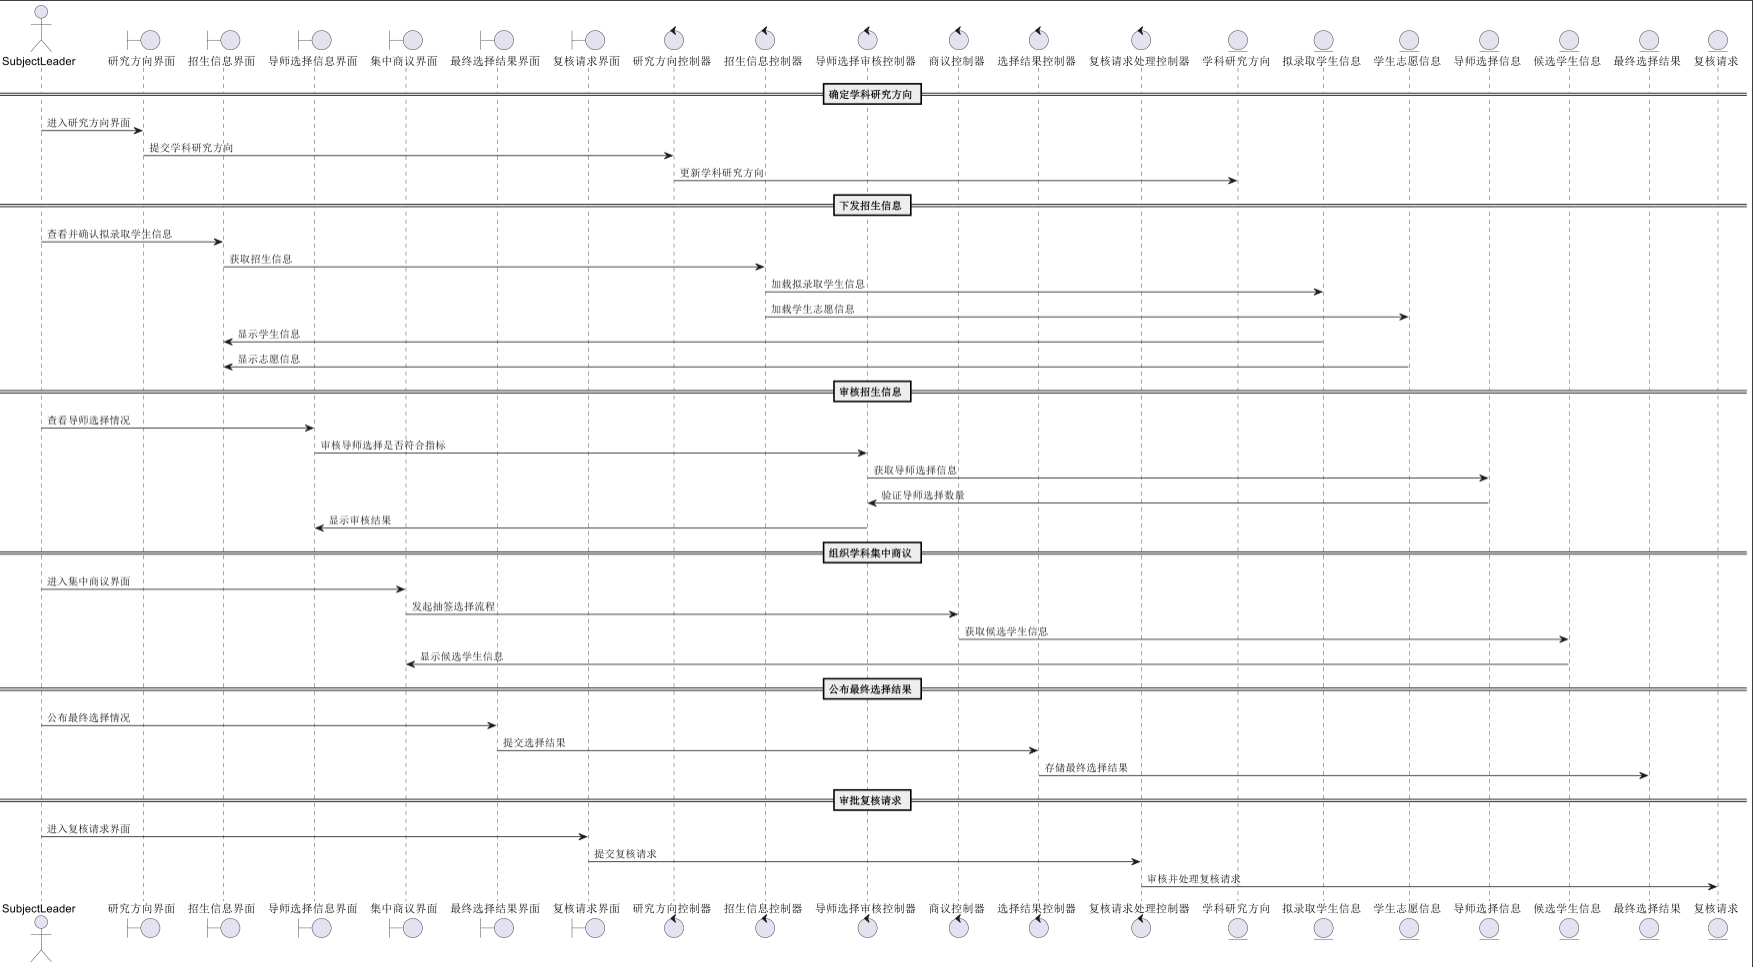 SubjectLeader 研究方向界面 招生信息界面 导师选择信息界面 集中商议界面 最终选择结果界面 复核请求界面 研究方向控制器 招生信息控制器 导师选择审核控制器 商议控制器 选择结果控制器 复核请求处理控制器 学科研究方向 拟录取学生信息 学生志愿信息 导师选择信息 候选学生信息 最终选择结果 复核请求
确定学科研究方向
进入研究方向界面
提交学科研究方向
更新学科研究方向
下发招生信息
查看并确认拟录取学生信息
获取招生信息
加载拟录取学生信息
加载学生志愿信息
显示学生信息
显示志愿信息
审核招生信息
查看导师选择情况
审核导师选择是否符合指标
获取导师选择信息
验证导师选择数量
显示审核结果
组织学科集中商议
进入集中商议界面
发起抽签选择流程
获取候选学生信息
显示候选学生信息
公布最终选择结果
公布最终选择情况
提交选择结果
存储最终选择结果
审批复核请求
进入复核请求界面
提交复核请求
审核并处理复核请求
SubjectLeader 研究方向界面 招生信息界面 导师选择信息界面 集中商议界面 最终选择结果界面 复核请求界面 研究方向控制器 招生信息控制器 导师选择审核控制器 商议控制器 选择结果控制器 复核请求处理控制器 学科研究方向 拟录取学生信息 学生志愿信息 导师选择信息 候选学生信息 最终选择结果 复核请求